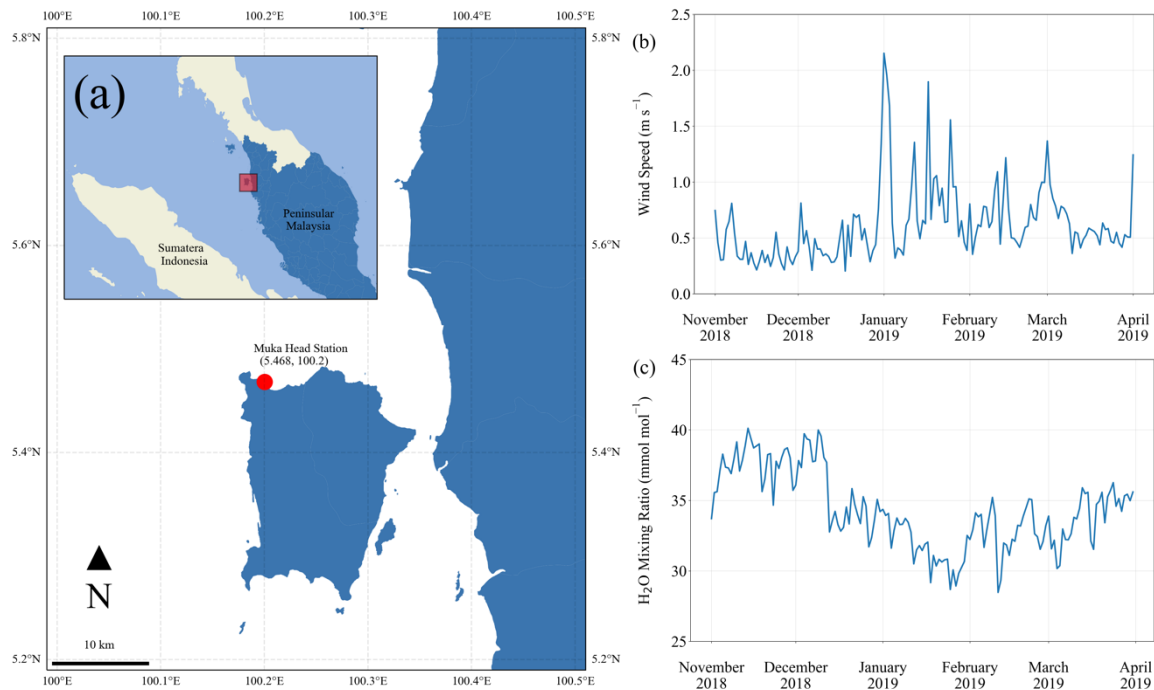 100°E 100.1°E 100.2°E 100.3°E 100.4°E 100.5°E
5.8°N 5.8°N
(a)
Peninsular
Malaysia
Sumatera
Indonesia
5.6°N 5.6°N
Muka Head Station
(5.468, 100.2)
5.4°N 5.4°N
N
10 km
5.2°N 5.2°N
100°E 100.1°E 100.2°E 100.3°E 100.4°E 100.5°E
(b)
Wind Speed (m s⁻¹)
2.5
2.0
1.5
1.0
0.5
0.0
November December January February March April
2018 2018 2019 2019 2019 2019
(c)
H₂O Mixing Ratio (mmol mol⁻¹)
45
40
35
30
25
November December January February March April
2018 2018 2019 2019 2019 2019